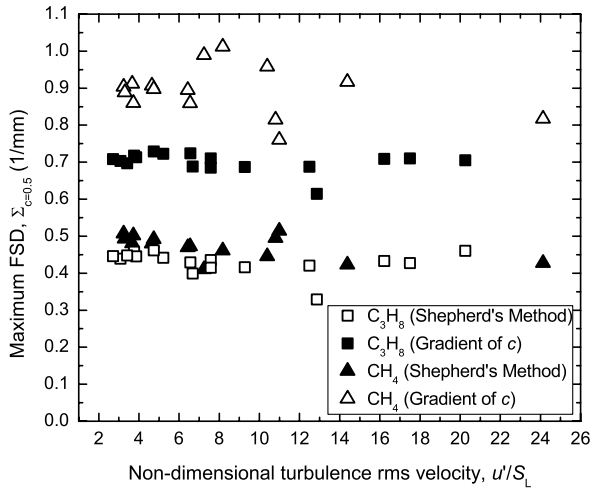 1.1
1.0
0.9
0.8
0.7
0.6
0.5
0.4
0.3
0.2
0.1
0.0
Maximum FSD, Σc=0.5 (1/mm)
C3H8 (Shepherd's Method)
C3H8 (Gradient of c)
CH4 (Shepherd's Method)
CH4 (Gradient of c)
2 4 6 8 10 12 14 16 18 20 22 24 26
Non-dimensional turbulence rms velocity, u'/SL